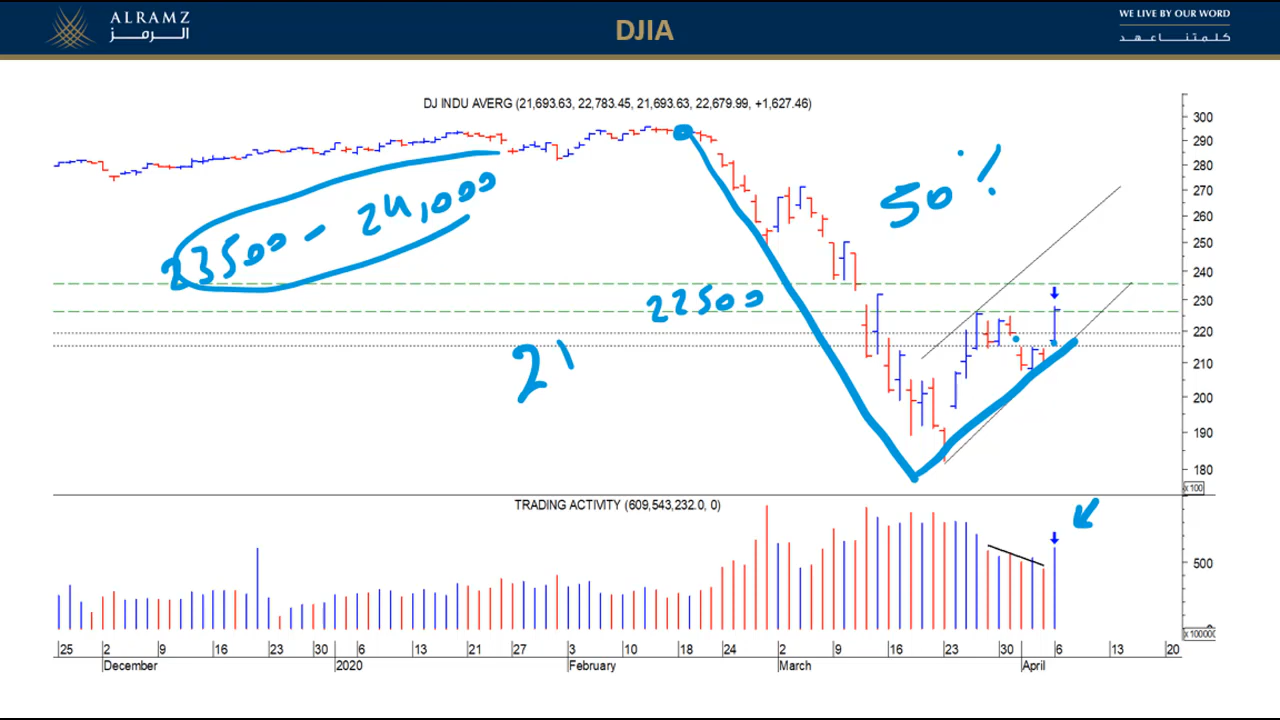 ALRAMZ
الـــرمـــز
DJIA
WE LIVE BY OUR WORD
كلمتنا عهد
DJ INDU AVERG (21,693.63, 22,783.45, 21,693.63, 22,679.99, +1,627.46)
300
290
280
270
260
250
240
230
220
210
200
190
180
x100
50 %
23500 - 24,000
22500
TRADING ACTIVITY (609,543,232.0, 0)
500
25 2 9 16 23 30 6 13 21 27 3 10 18 24 2 9 16 23 30 6 13 20
December 2020 February March April